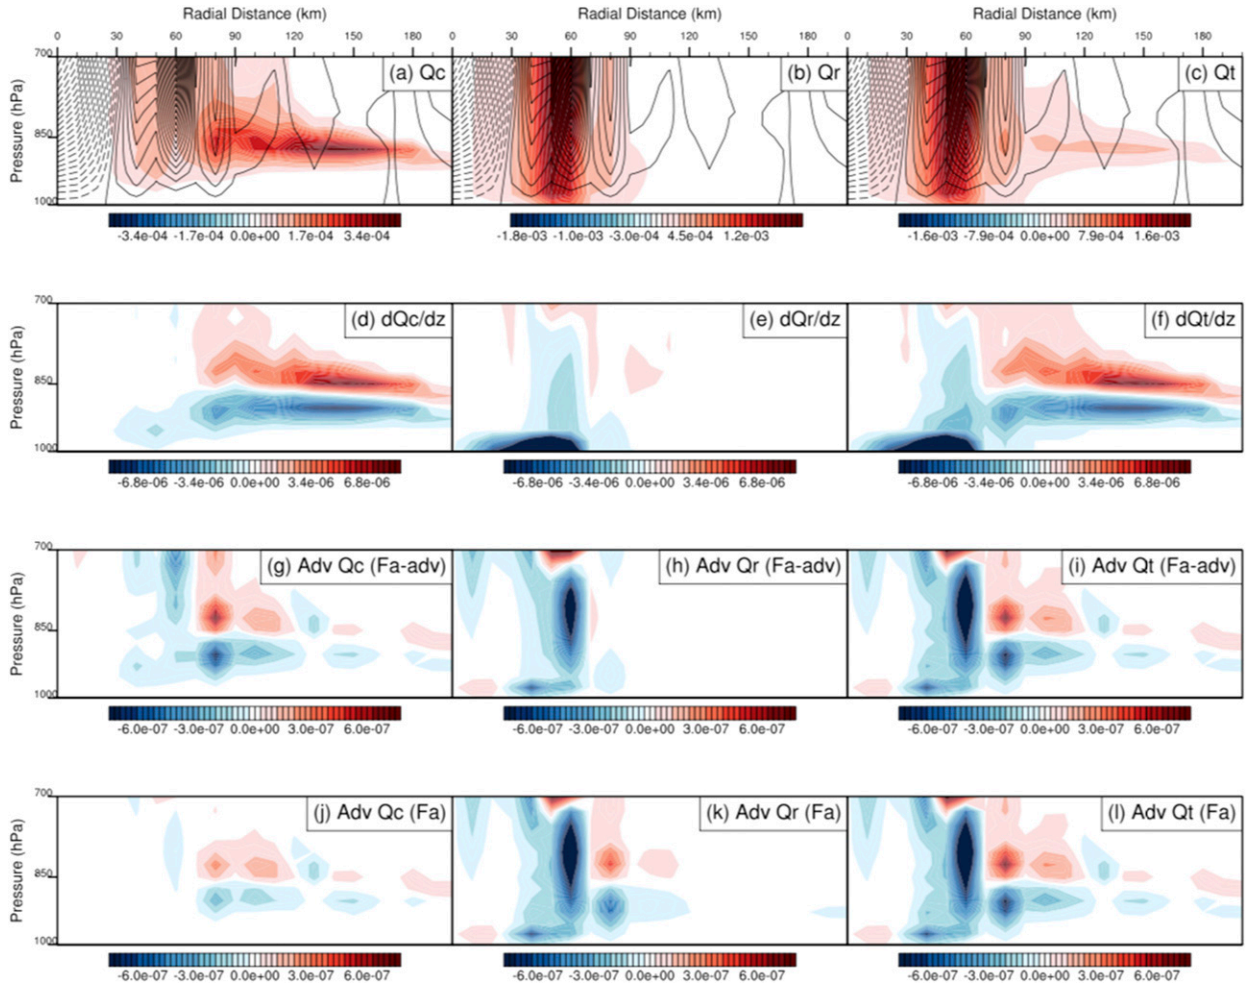 Radial Distance (km) Radial Distance (km) Radial Distance (km)
0 30 60 90 120 150 180 0 30 60 90 120 150 180 0 30 60 90 120 150 180
700 (a) Qc (b) Qr (c) Qt
850
1000
Pressure (hPa)
-3.4e-04 -1.7e-04 0.0e+00 1.7e-04 3.4e-04 -1.8e-03 -1.0e-03 -3.0e-04 4.5e-04 1.2e-03 -1.6e-03 -7.9e-04 0.0e+00 7.9e-04 1.6e-03
700 (d) dQc/dz (e) dQr/dz (f) dQt/dz
850
1000
Pressure (hPa)
-6.8e-06 -3.4e-06 0.0e+00 3.4e-06 6.8e-06 -6.8e-06 -3.4e-06 0.0e+00 3.4e-06 6.8e-06 -6.8e-06 -3.4e-06 0.0e+00 3.4e-06 6.8e-06
700 (g) Adv Qc (Fa-adv) (h) Adv Qr (Fa-adv) (i) Adv Qt (Fa-adv)
850
1000
Pressure (hPa)
-6.0e-07 -3.0e-07 0.0e+00 3.0e-07 6.0e-07 -6.0e-07 -3.0e-07 0.0e+00 3.0e-07 6.0e-07 -6.0e-07 -3.0e-07 0.0e+00 3.0e-07 6.0e-07
700 (j) Adv Qc (Fa) (k) Adv Qr (Fa) (l) Adv Qt (Fa)
850
1000
Pressure (hPa)
-6.0e-07 -3.0e-07 0.0e+00 3.0e-07 6.0e-07 -6.0e-07 -3.0e-07 0.0e+00 3.0e-07 6.0e-07 -6.0e-07 -3.0e-07 0.0e+00 3.0e-07 6.0e-07